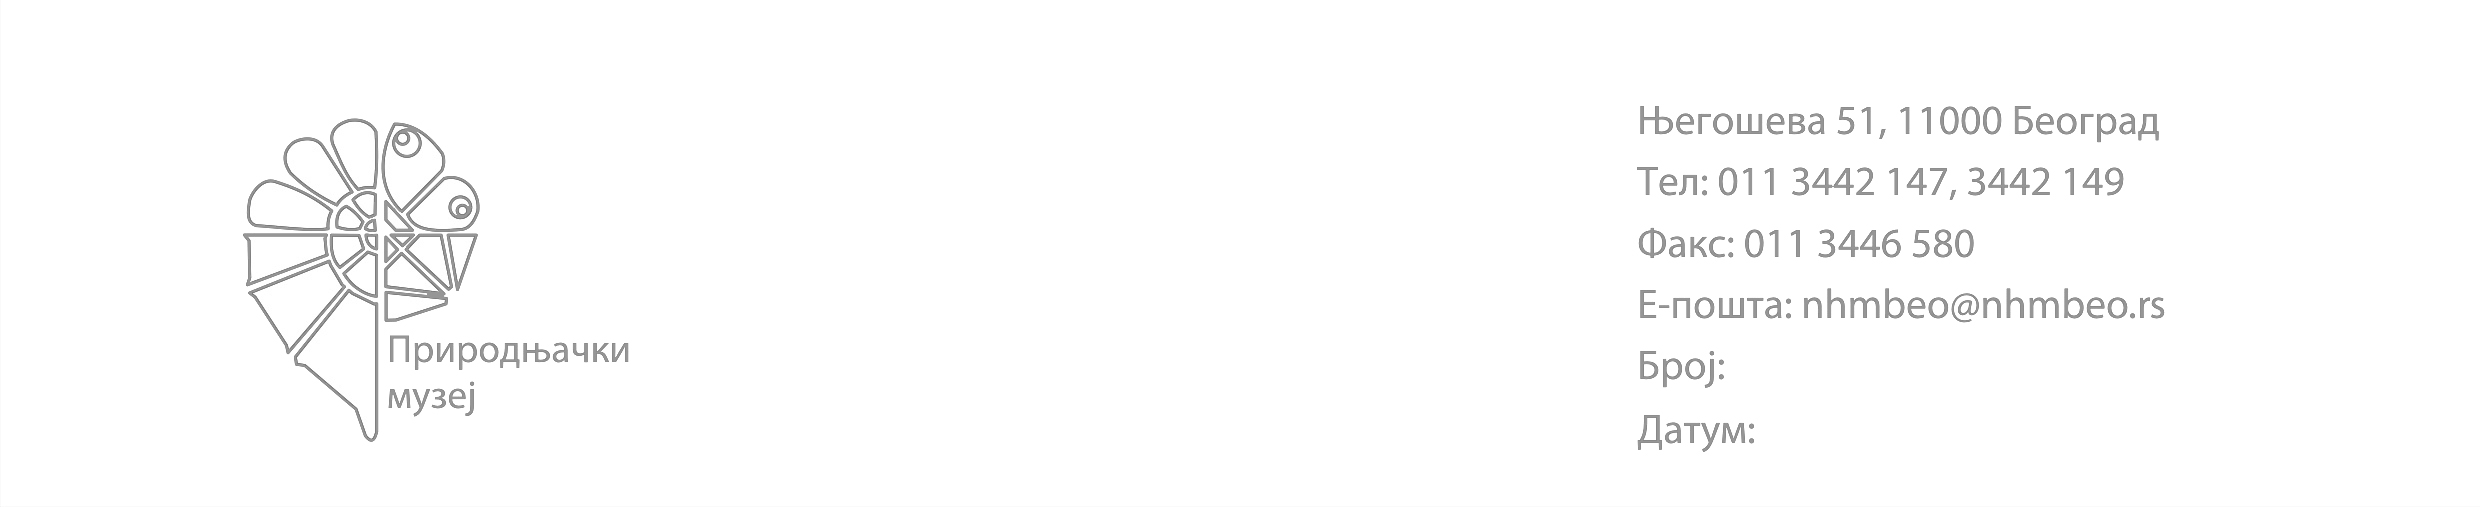 Природњачки
музеј
Његошева 51, 11000 Београд
Тел: 011 3442 147, 3442 149
Факс: 011 3446 580
Е-пошта: nhmbeo@nhmbeo.rs
Број:
Датум: